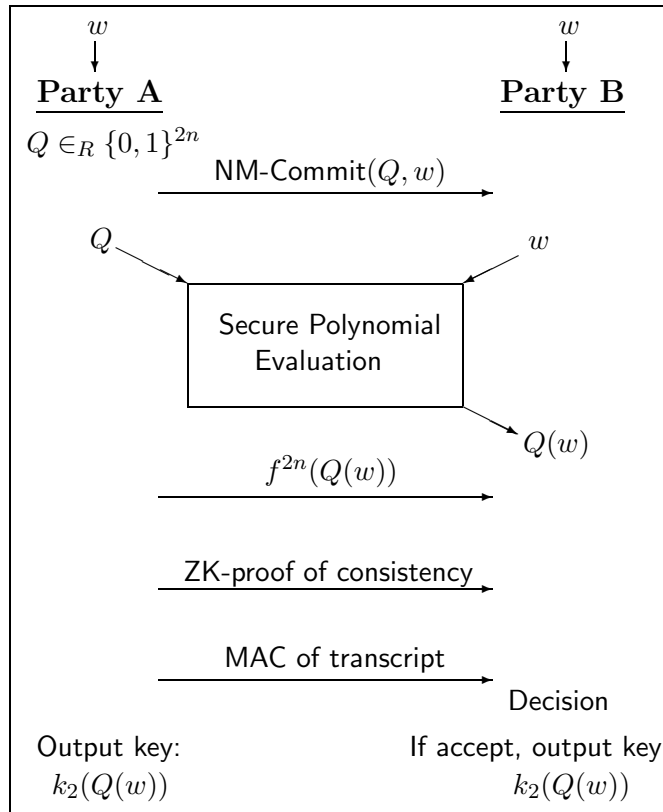 w w
Party A Party B
Q ∈_R {0, 1}^{2n}
NM-Commit(Q, w)
Q w
Secure Polynomial
Evaluation
Q(w)
f^{2n}(Q(w))
ZK-proof of consistency
MAC of transcript
Decision
Output key: If accept, output key
k_2(Q(w)) k_2(Q(w))